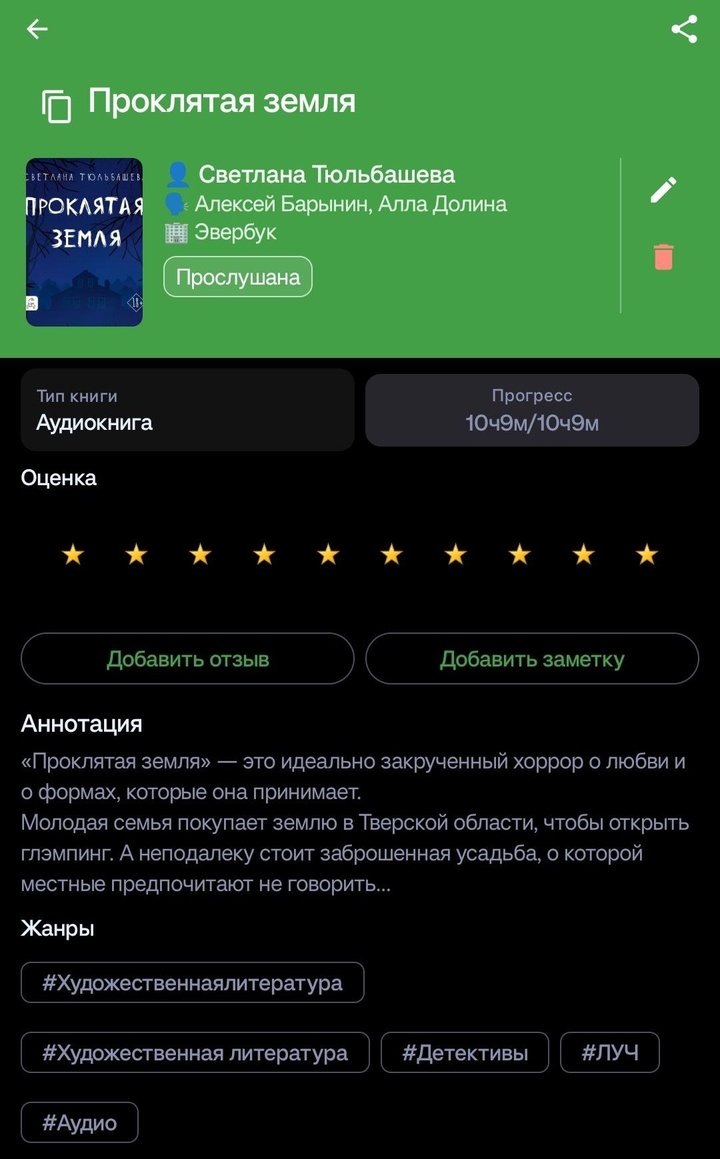 Проклятая земля
СВЕТЛАНА ТЮЛЬБАШЕВА
ПРОКЛЯТАЯ
ЗЕМЛЯ
18+
Светлана Тюльбашева
Алексей Барынин, Алла Долина
Эвербук
Прослушана
Тип книги
Аудиокнига
Прогресс
10ч9м/10ч9м
Оценка
Добавить отзыв
Добавить заметку
Аннотация
«Проклятая земля» — это идеально закрученный хоррор о любви и
о формах, которые она принимает.
Молодая семья покупает землю в Тверской области, чтобы открыть
глэмпинг. А неподалеку стоит заброшенная усадьба, о которой
местные предпочитают не говорить...
Жанры
#Художественнаялитература
#Художественная литература
#Детективы
#ЛУЧ
#Аудио